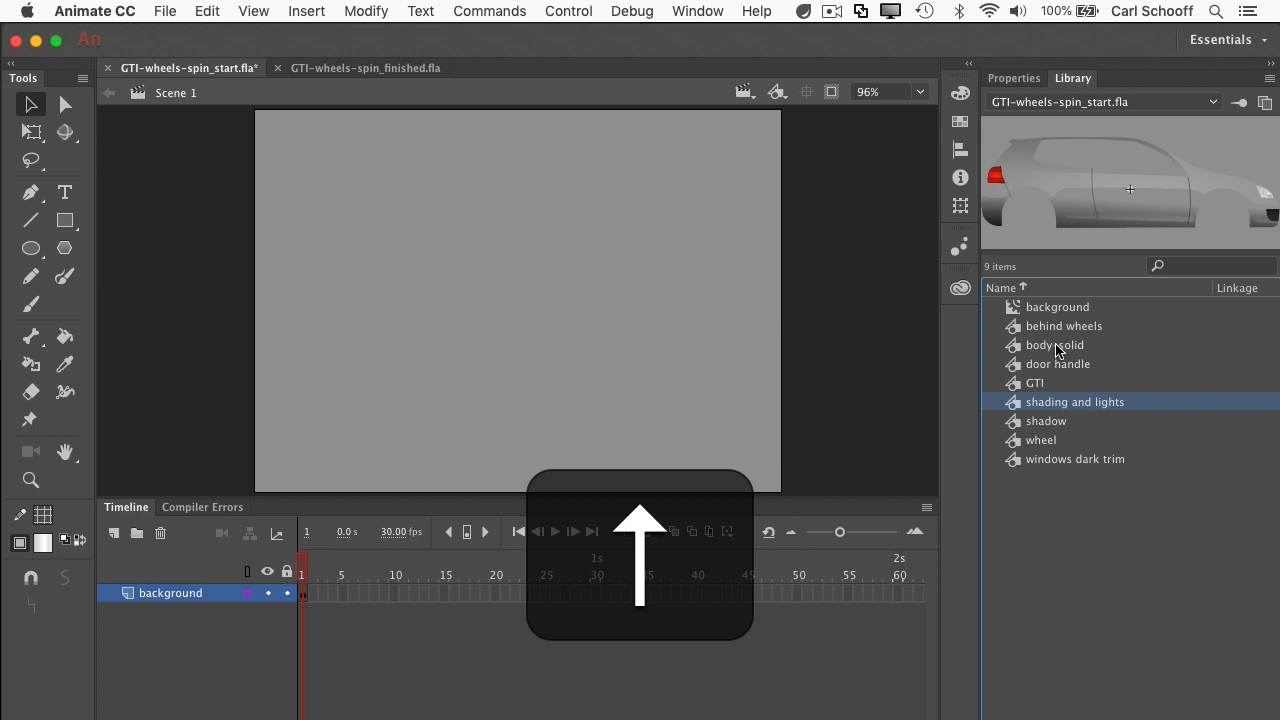 Animate CC File Edit View Insert Modify Text Commands Control Debug Window Help 100% Carl Schooff
An Essentials
Tools GTI-wheels-spin_start.fla* GTI-wheels-spin_finished.fla Properties Library
Scene 1 96% GTI-wheels-spin_start.fla
9 items
Name Linkage
background
behind wheels
body solid
door handle
GTI
shading and lights
shadow
wheel
windows dark trim
Timeline Compiler Errors
1 0.0 s 30.00 fps
1s 2s
1 5 10 15 20 25 30 35 40 45 50 55 60
background